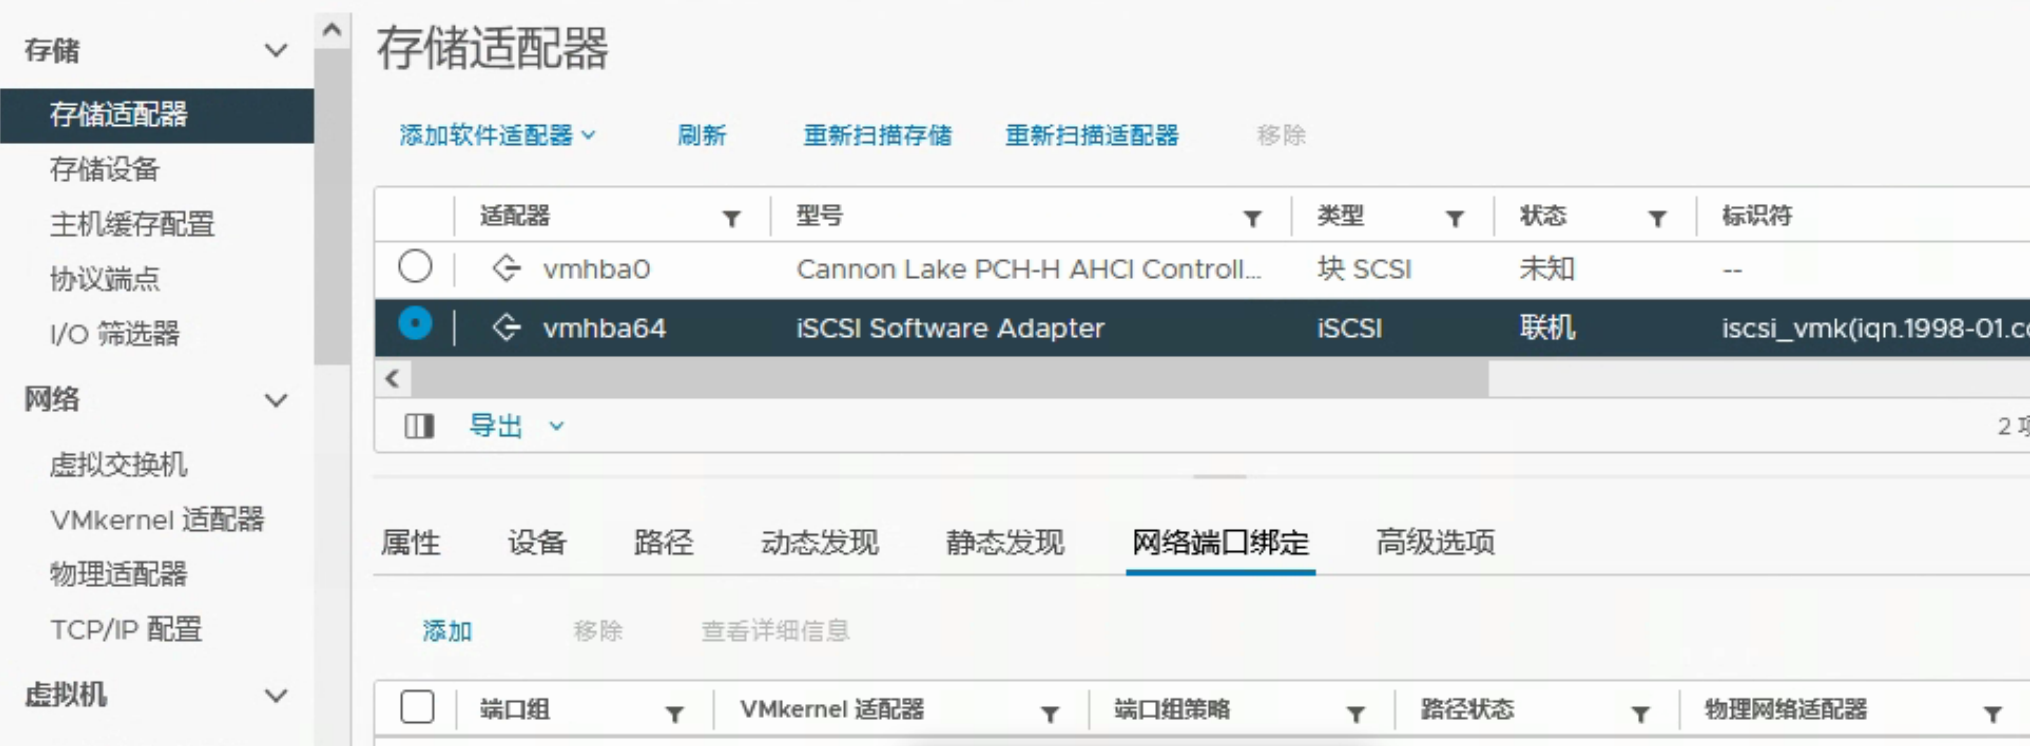 存储
存储适配器
存储设备
主机缓存配置
协议端点
I/O 筛选器
网络
虚拟交换机
VMkernel 适配器
物理适配器
TCP/IP 配置
虚拟机
存储适配器
添加软件适配器 刷新 重新扫描存储 重新扫描适配器 移除
适配器 型号 类型 状态 标识符
vmhba0 Cannon Lake PCH-H AHCI Controll... 块 SCSI 未知 --
vmhba64 iSCSI Software Adapter iSCSI 联机 iscsi_vmk(iqn.1998-01.c
导出 2
属性 设备 路径 动态发现 静态发现 网络端口绑定 高级选项
添加 移除 查看详细信息
端口组 VMkernel 适配器 端口组策略 路径状态 物理网络适配器